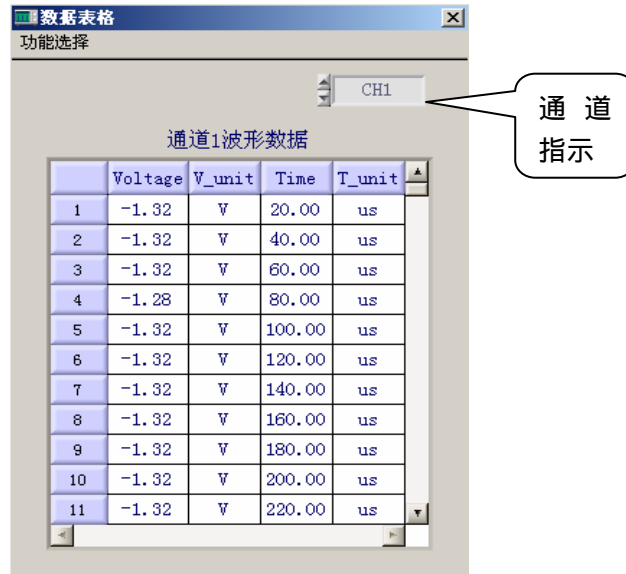 数据表格
功能选择
CH1
通 道
指示
通道1波形数据
Voltage V_unit Time T_unit
1 -1.32 V 20.00 us
2 -1.32 V 40.00 us
3 -1.32 V 60.00 us
4 -1.28 V 80.00 us
5 -1.32 V 100.00 us
6 -1.32 V 120.00 us
7 -1.32 V 140.00 us
8 -1.32 V 160.00 us
9 -1.32 V 180.00 us
10 -1.32 V 200.00 us
11 -1.32 V 220.00 us